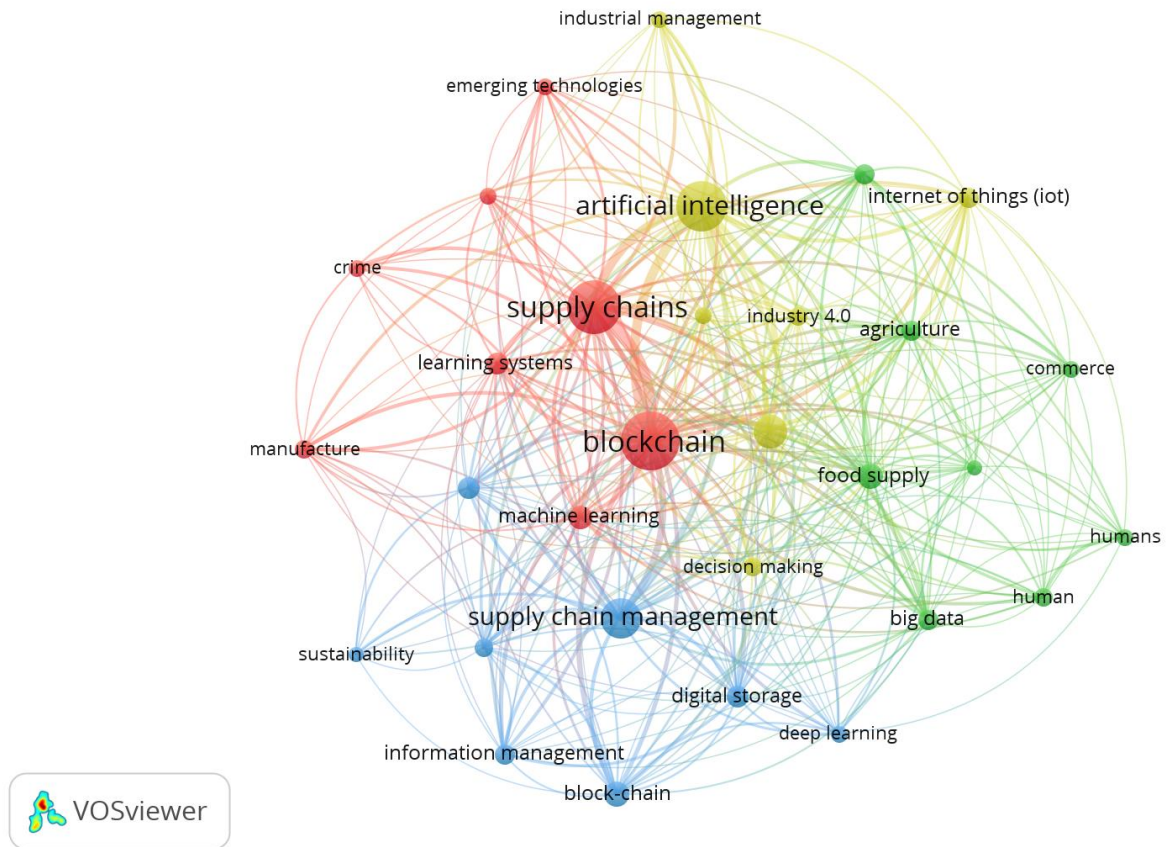 industrial management
emerging technologies
artificial intelligence
internet of things (iot)
crime
supply chains
industry 4.0
agriculture
learning systems
commerce
manufacture
blockchain
food supply
machine learning
humans
decision making
human
supply chain management
big data
sustainability
digital storage
deep learning
information management
block-chain
VOSviewer